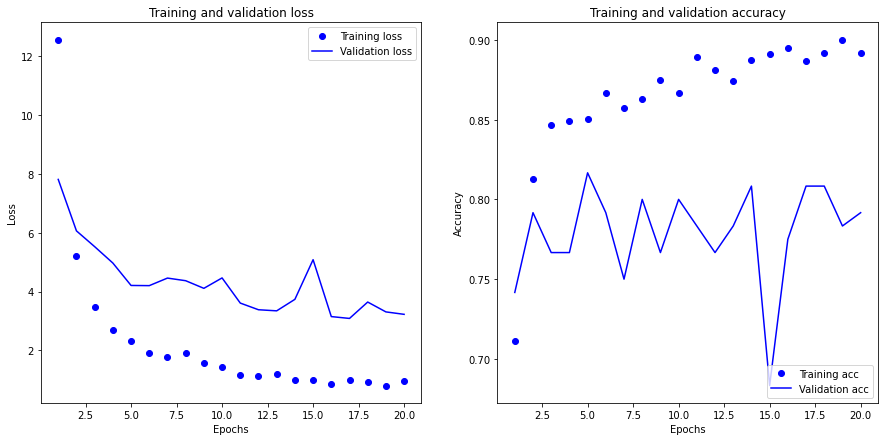 Training and validation loss
Training loss
Validation loss
12
10
8
6
4
2
Loss
2.5
5.0
7.5
10.0
12.5
15.0
17.5
20.0
Epochs
Training and validation accuracy
0.90
0.85
0.80
0.75
0.70
Accuracy
Training acc
Validation acc
2.5
5.0
7.5
10.0
12.5
15.0
17.5
20.0
Epochs